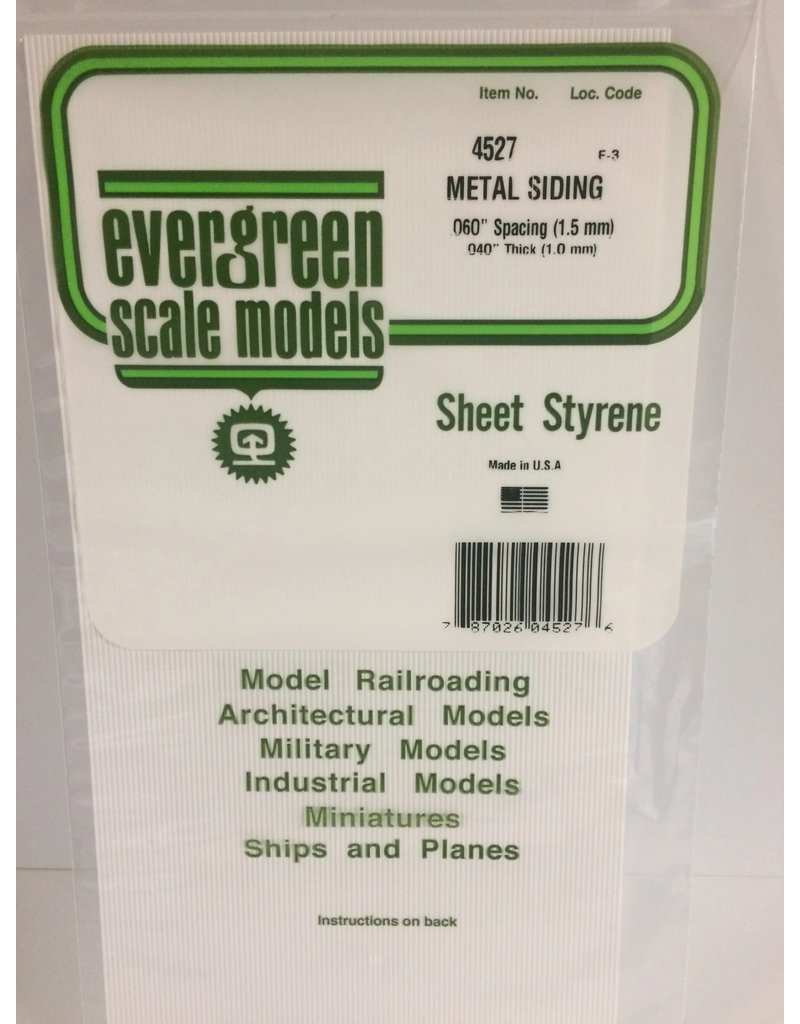 Item No. Loc. Code
4527 F-3
METAL SIDING
.060" Spacing (1.5 mm)
.040" Thick (1.0 mm)
evergreen
scale models
Sheet Styrene
Made in U.S.A
7 87026 04527 6
Model Railroading
Architectural Models
Military Models
Industrial Models
Miniatures
Ships and Planes
Instructions on back